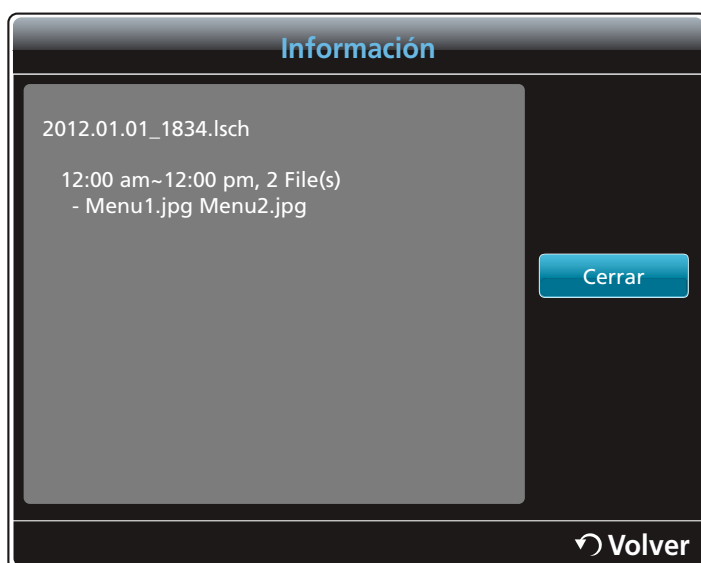 Información
2012.01.01_1834.lsch
12:00 am~12:00 pm, 2 File(s)
- Menu1.jpg Menu2.jpg
Cerrar
Volver